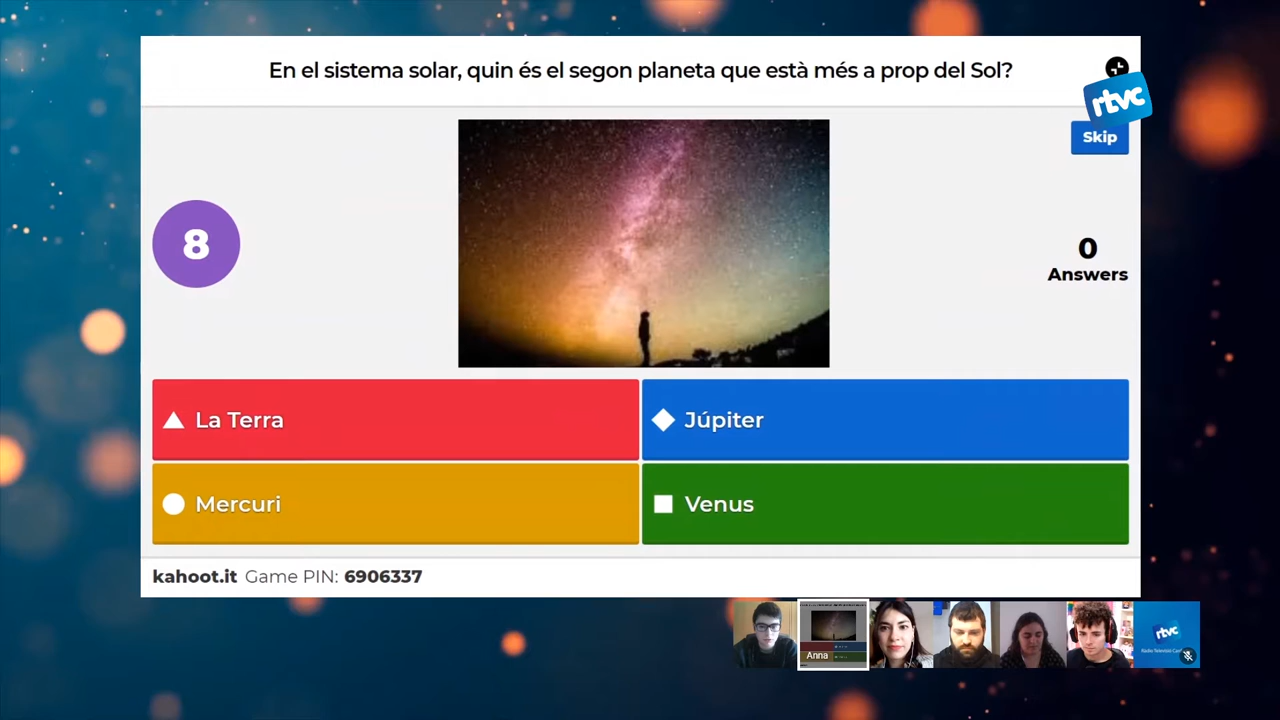 En el sistema solar, quin és el segon planeta que està més a prop del Sol?
rtvc
Skip
8
0
Answers
La Terra
Júpiter
Mercuri
Venus
kahoot.it Game PIN: 6906337
Anna
rtvc